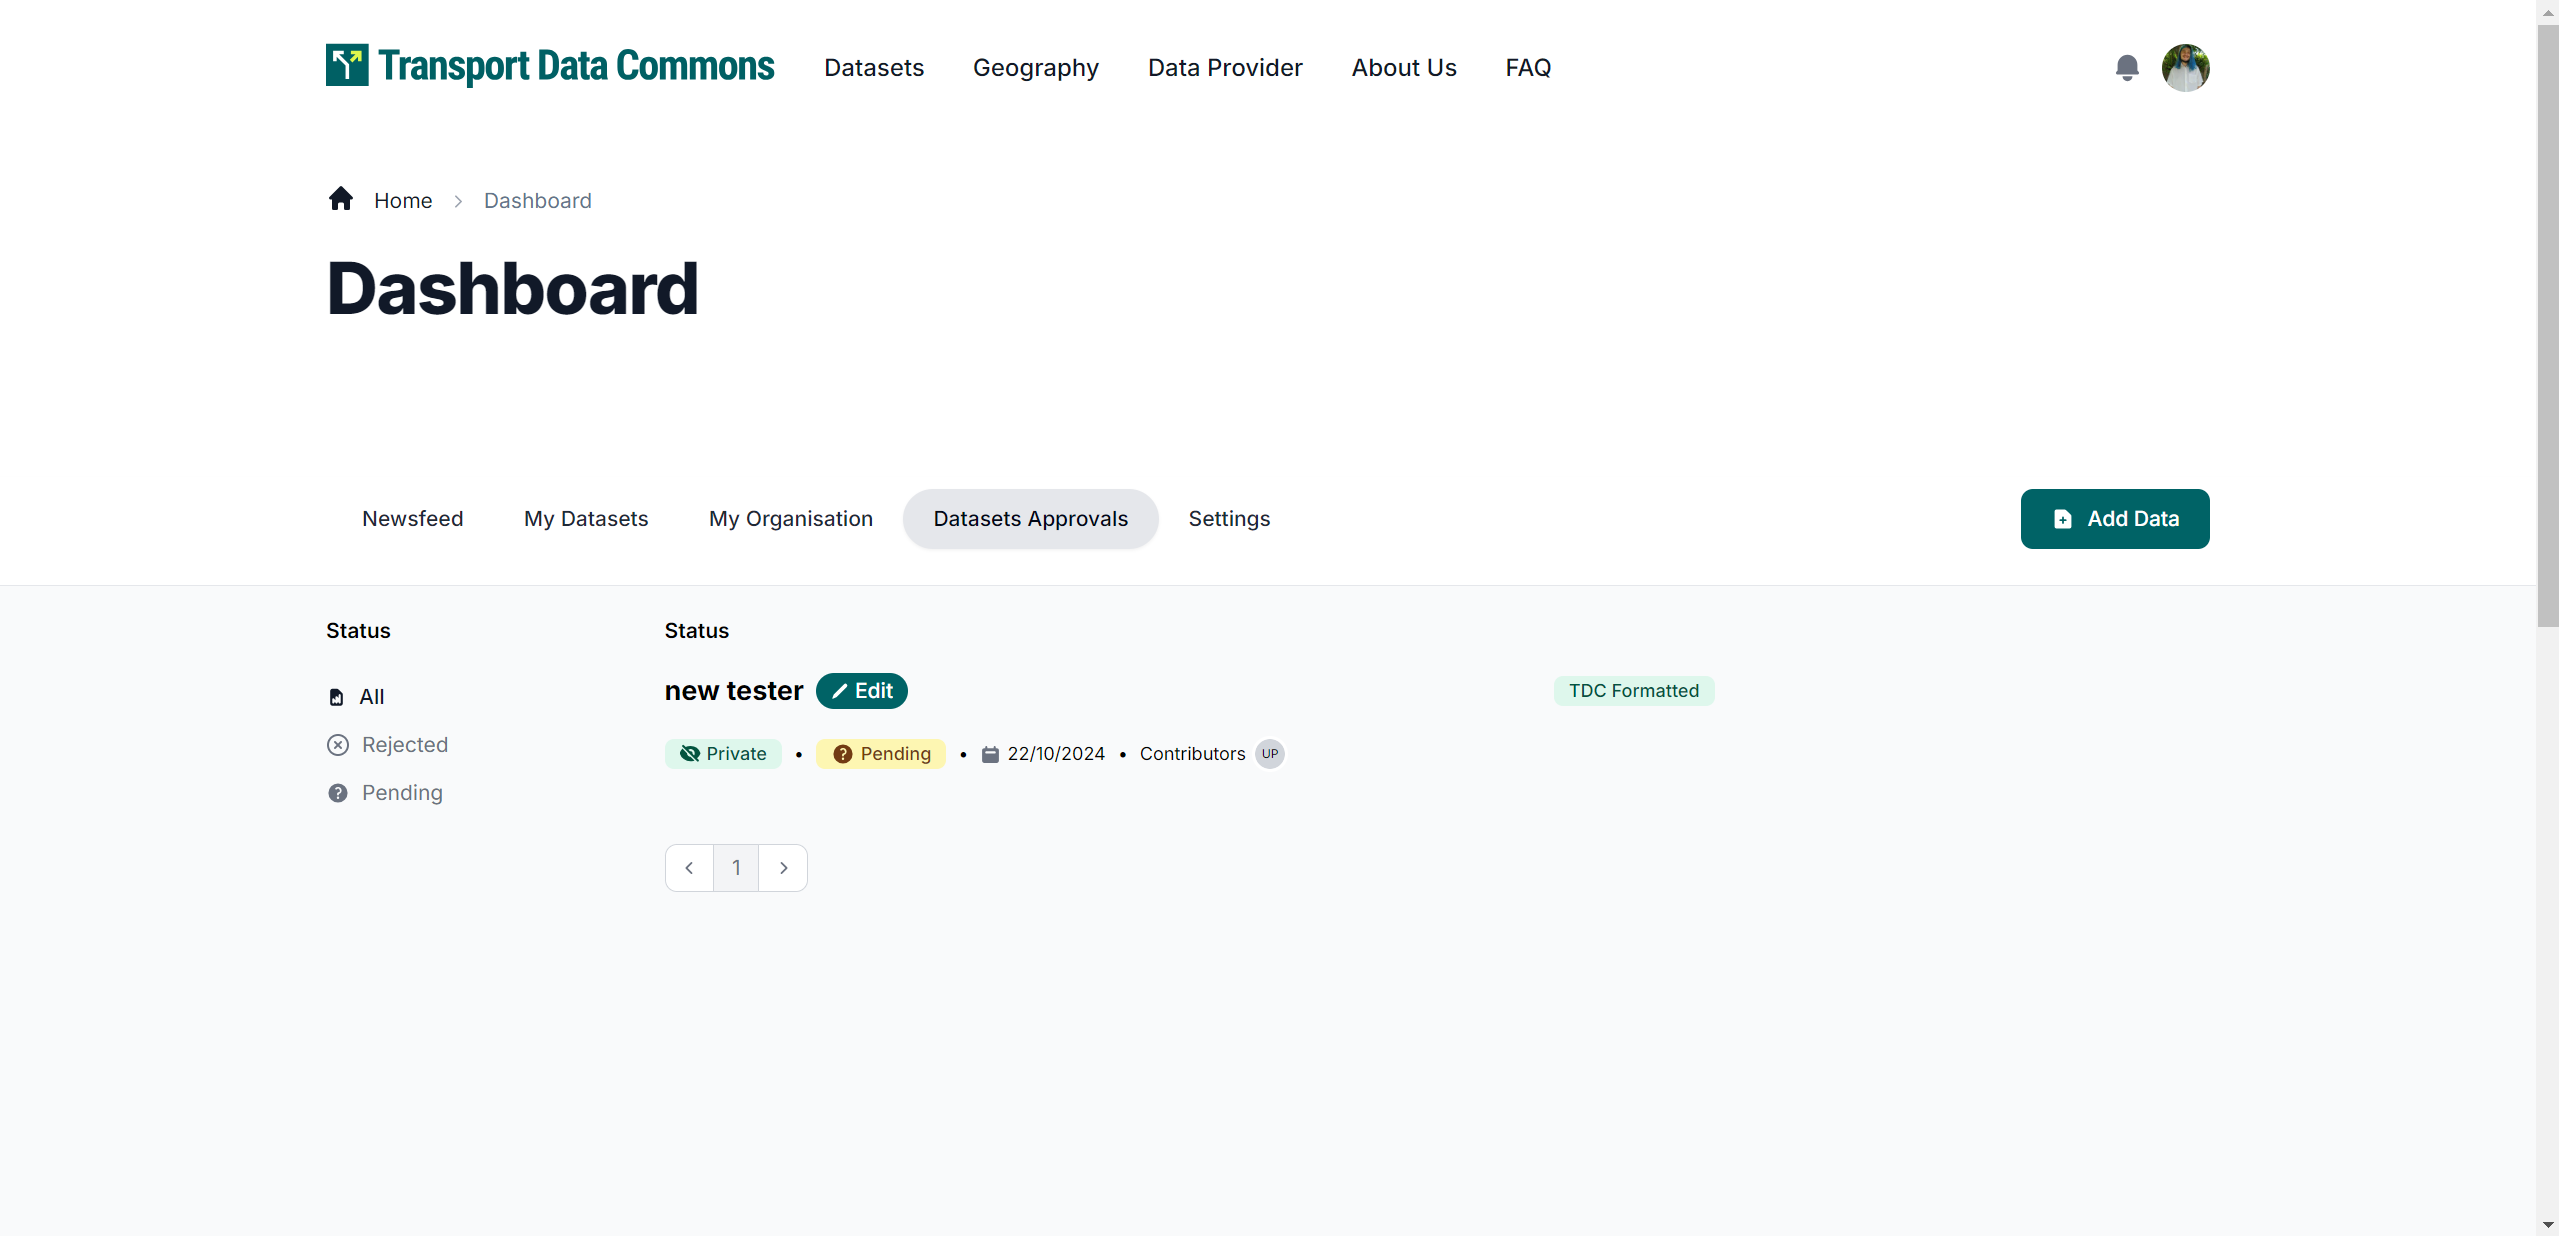 Transport Data Commons Datasets Geography Data Provider About Us FAQ
Home Dashboard
Dashboard
Newsfeed My Datasets My Organisation Datasets Approvals Settings Add Data
Status
All
Rejected
Pending
Status
new tester Edit TDC Formatted
Private • Pending • 22/10/2024 • Contributors UP
1